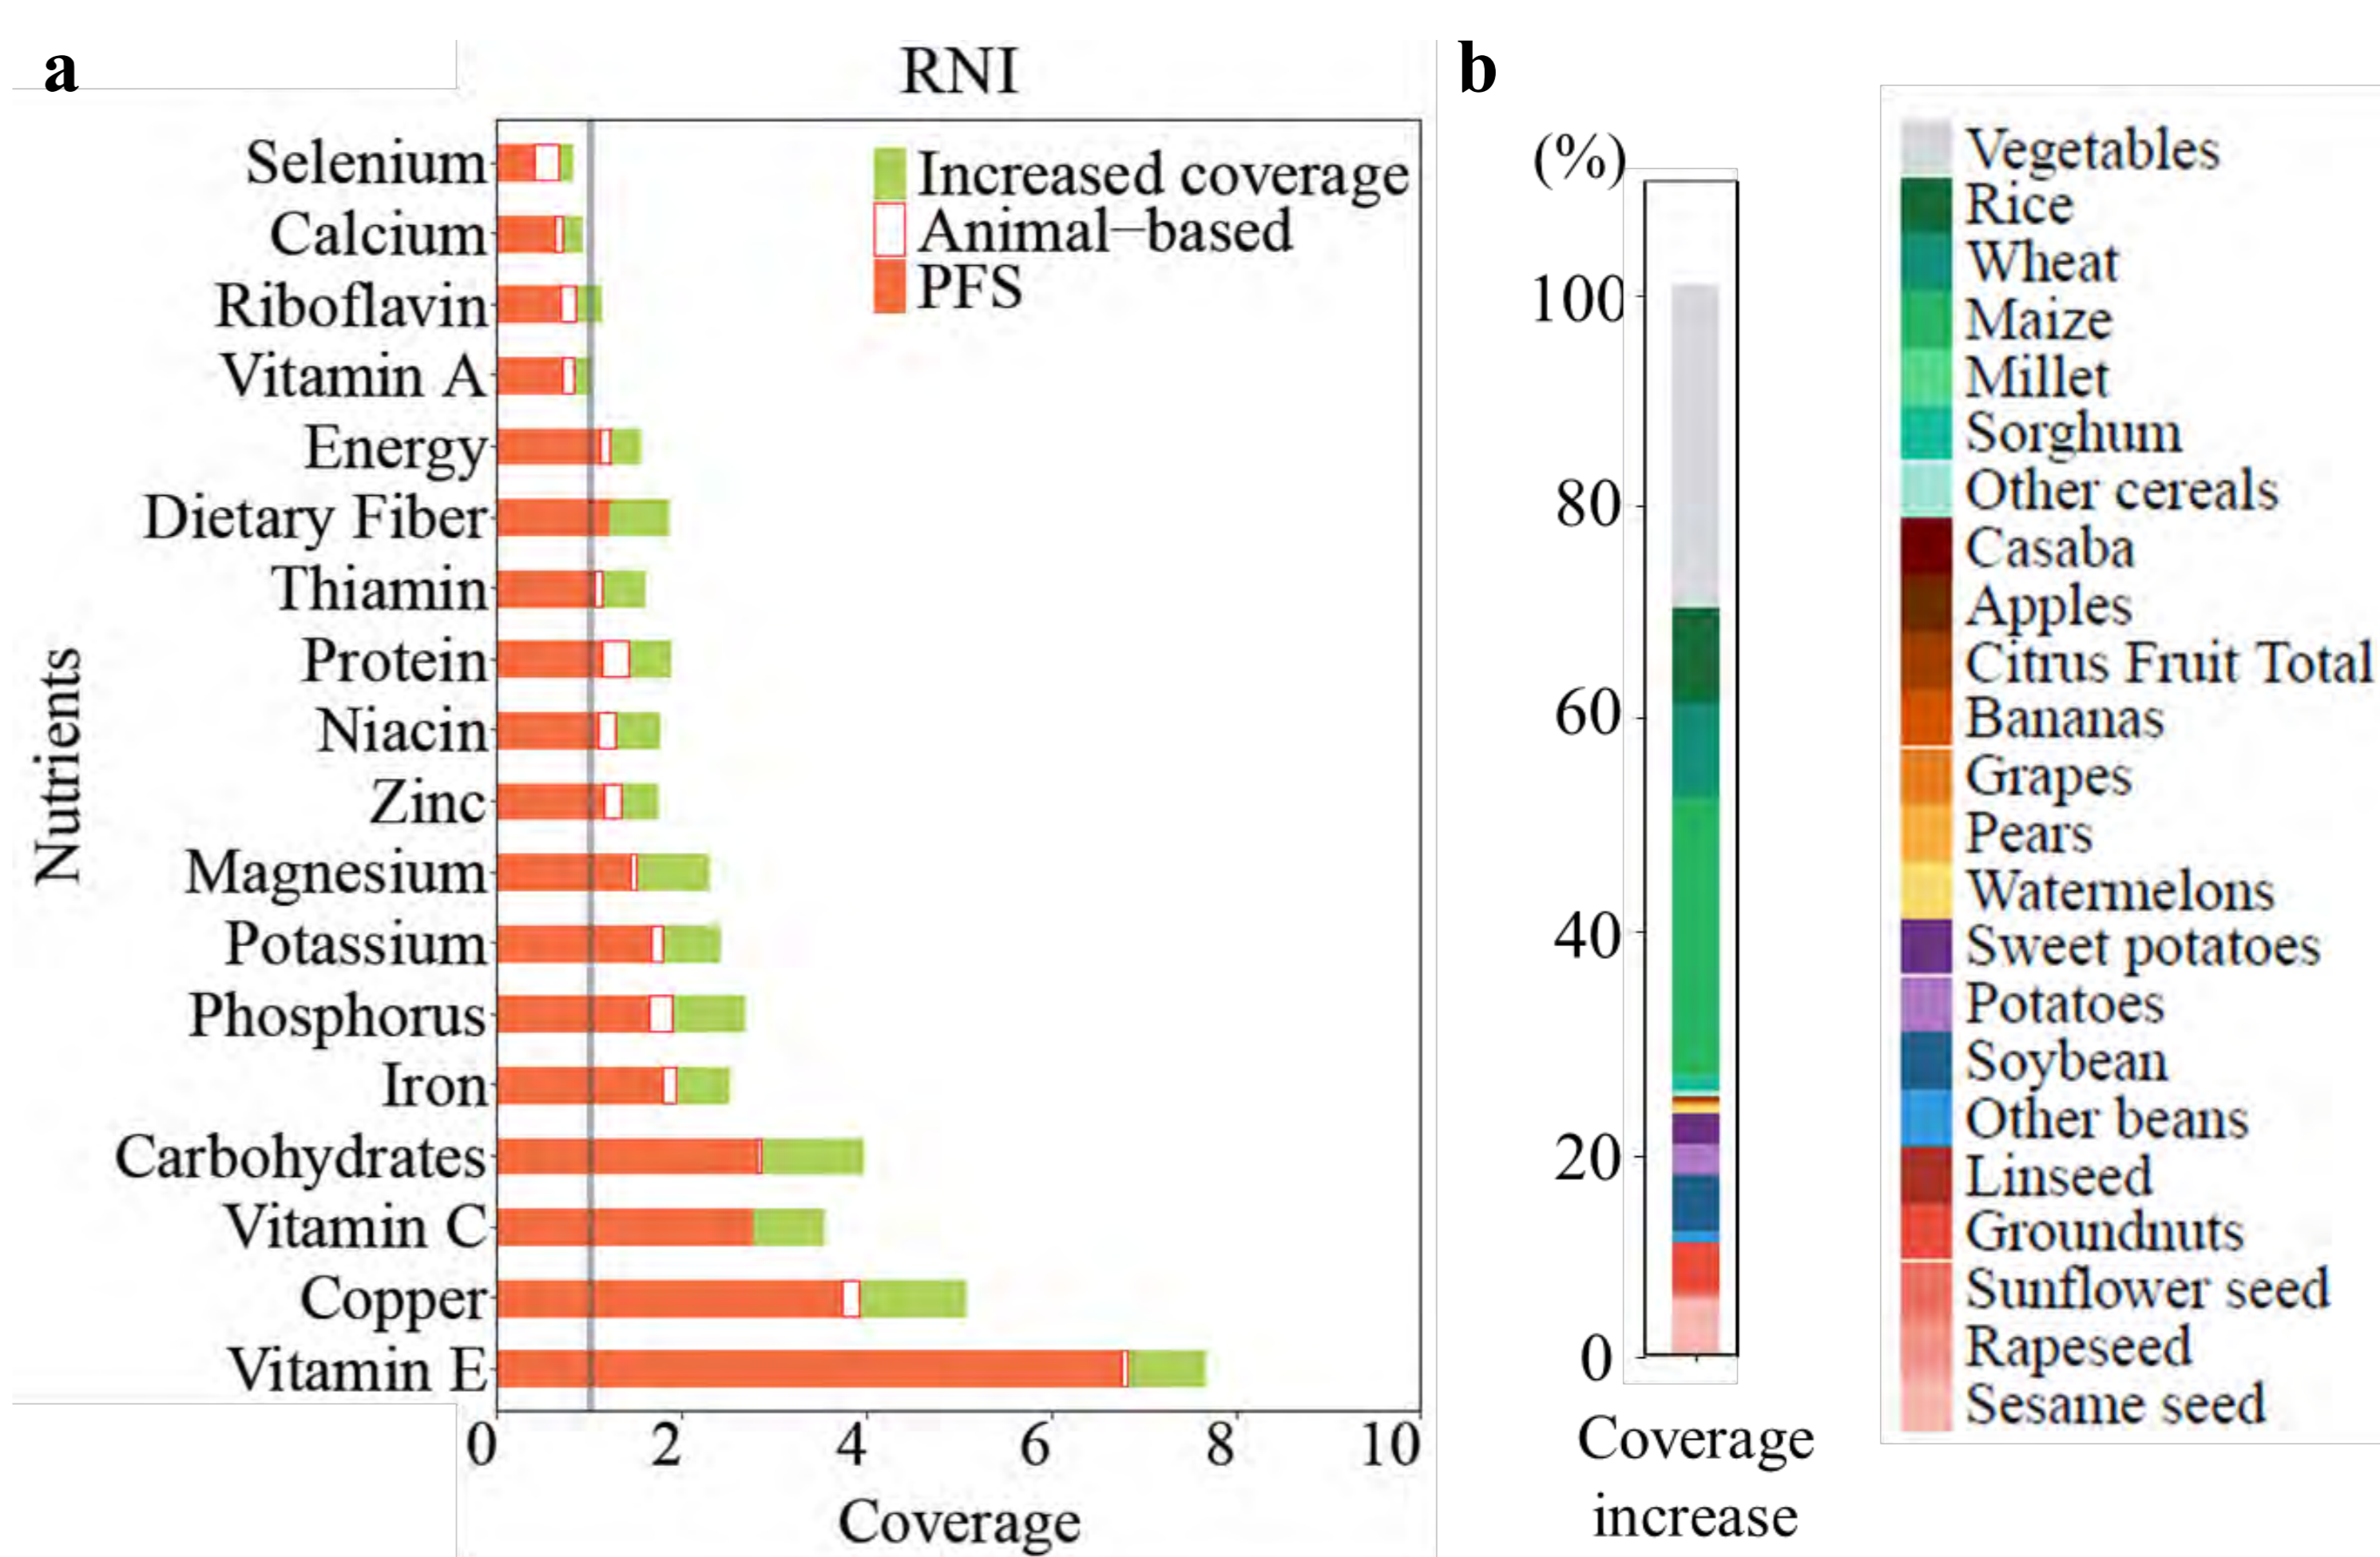 a
RNI
Selenium
Calcium
Riboflavin
Vitamin A
Energy
Dietary Fiber
Thiamin
Protein
Niacin
Zinc
Magnesium
Potassium
Phosphorus
Iron
Carbohydrates
Vitamin C
Copper
Vitamin E
Nutrients
Increased coverage
Animal–based
PFS
0 2 4 6 8 10
Coverage
b
(%)
100
80
60
40
20
0
Coverage
increase
Vegetables
Rice
Wheat
Maize
Millet
Sorghum
Other cereals
Casaba
Apples
Citrus Fruit Total
Bananas
Grapes
Pears
Watermelons
Sweet potatoes
Potatoes
Soybean
Other beans
Linseed
Groundnuts
Sunflower seed
Rapeseed
Sesame seed